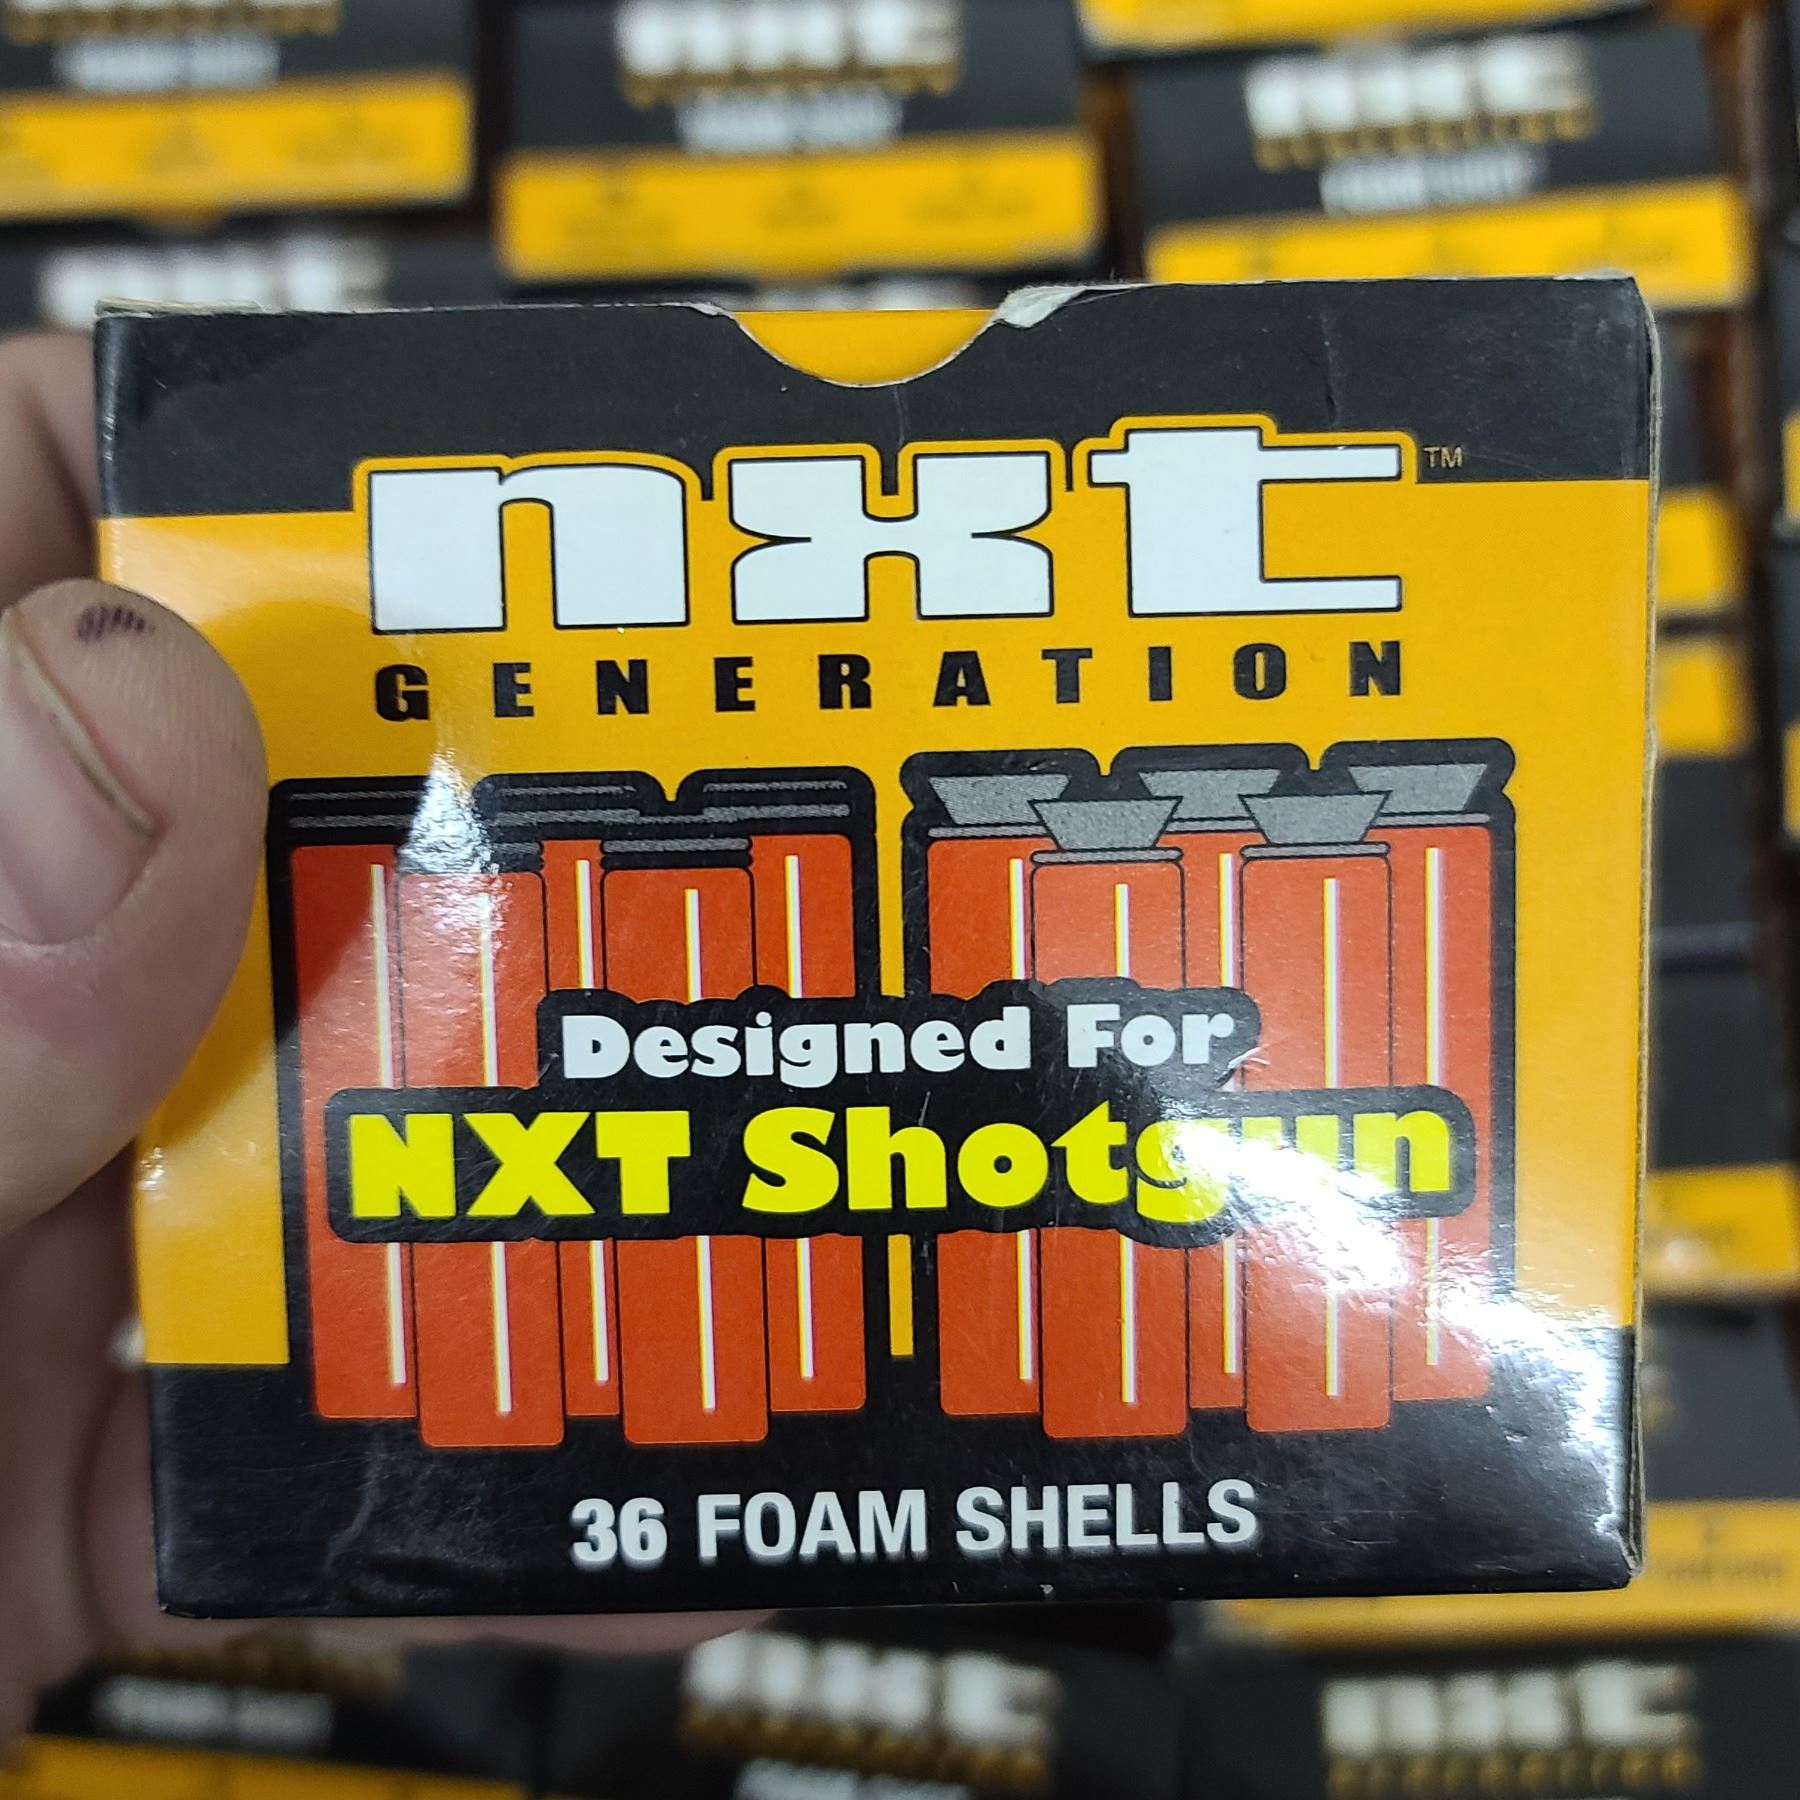 nxt™
GENERATION
Designed For
NXT Shotgun
36 FOAM SHELLS